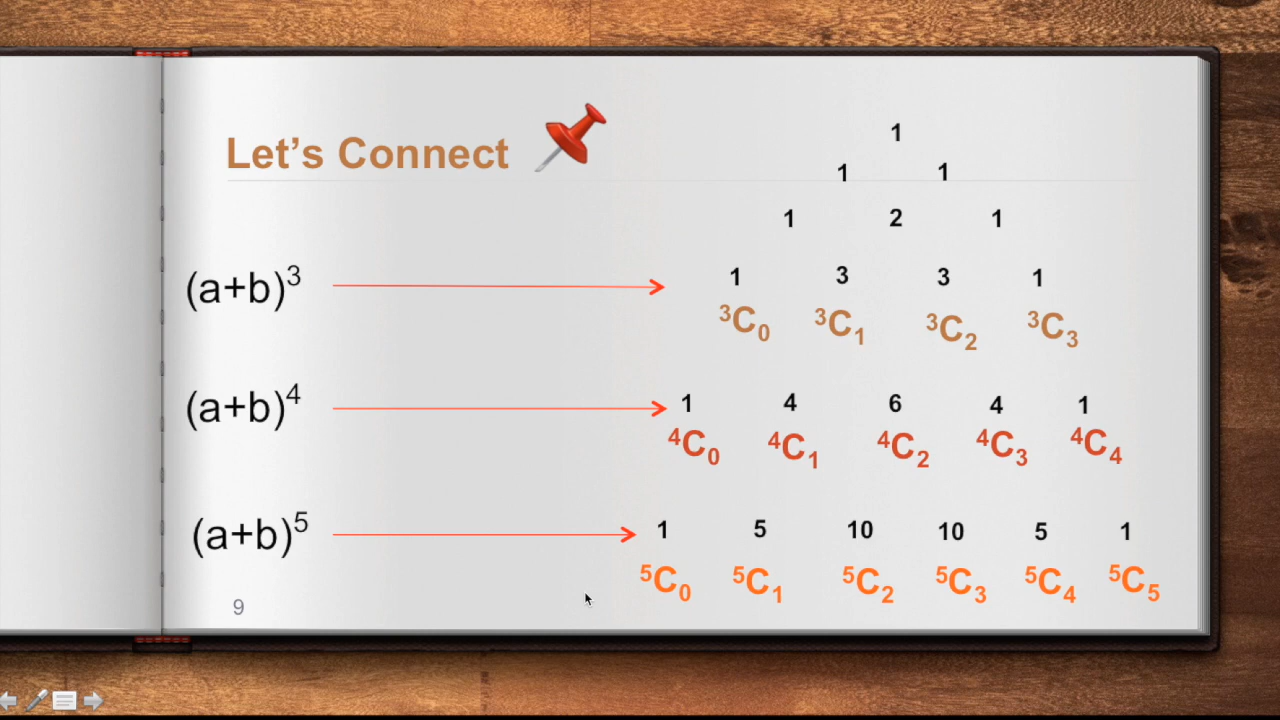 Let's Connect
1
1 1
1 2 1
(a+b)³ 1 3 3 1
³C₀ ³C₁ ³C₂ ³C₃
(a+b)⁴ 1 4 6 4 1
⁴C₀ ⁴C₁ ⁴C₂ ⁴C₃ ⁴C₄
(a+b)⁵ 1 5 10 10 5 1
⁵C₀ ⁵C₁ ⁵C₂ ⁵C₃ ⁵C₄ ⁵C₅
9